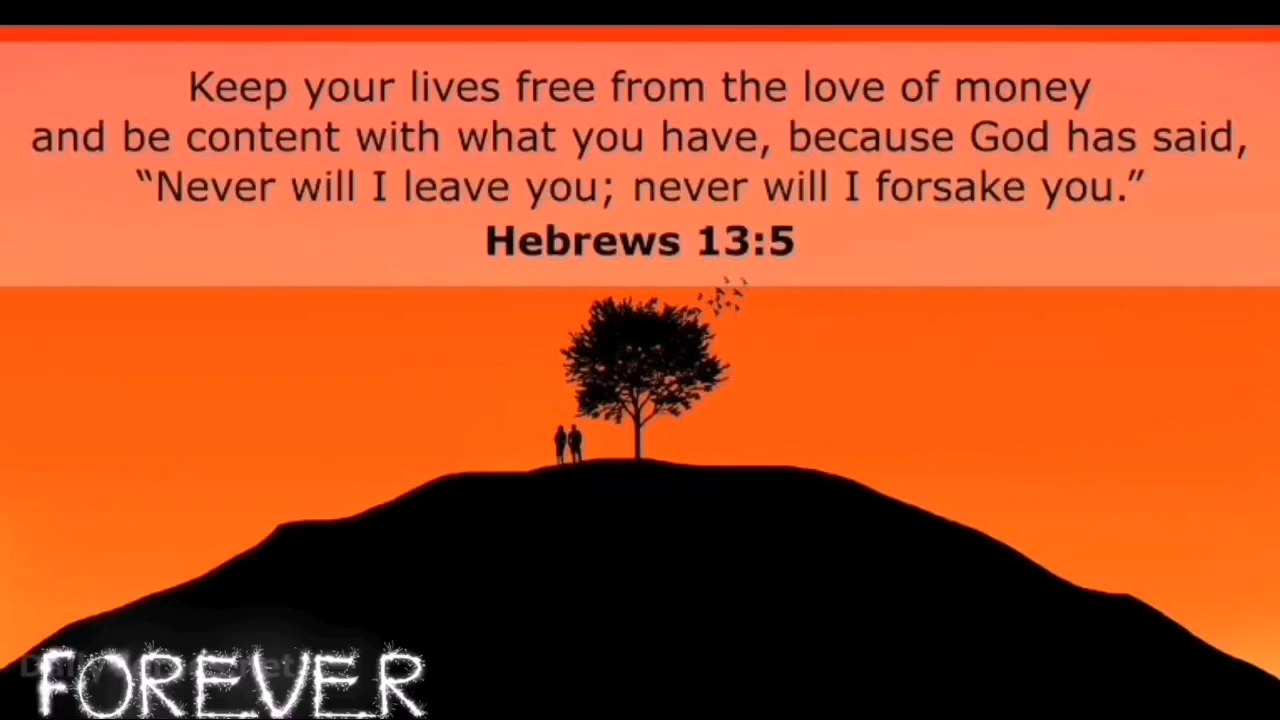 Keep your lives free from the love of money
and be content with what you have, because God has said,
“Never will I leave you; never will I forsake you.”
Hebrews 13:5
FOREVER